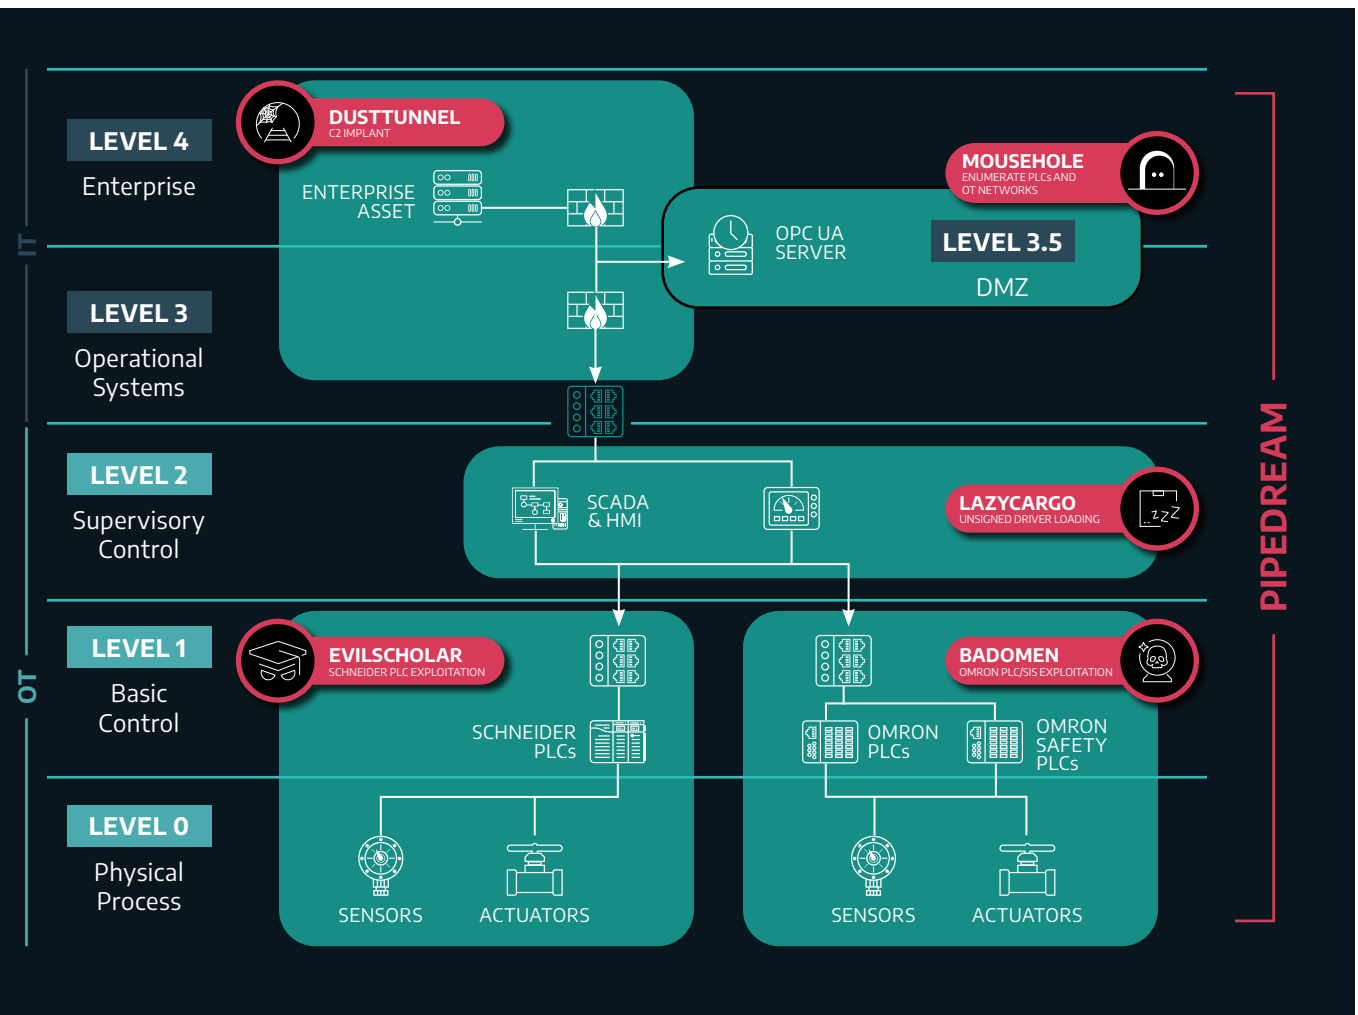 IT
OT
LEVEL 4
Enterprise
DUSTTUNNEL
C2 IMPLANT
ENTERPRISE
ASSET
MOUSEHOLE
ENUMERATE PLCs AND
OT NETWORKS
OPC UA
SERVER
LEVEL 3.5
DMZ
LEVEL 3
Operational
Systems
LEVEL 2
Supervisory
Control
SCADA
& HMI
LAZYCARGO
UNSIGNED DRIVER LOADING
zZZ
LEVEL 1
Basic
Control
EVILSCHOLAR
SCHNEIDER PLC EXPLOITATION
SCHNEIDER
PLCs
BADOMEN
OMRON PLC/SIS EXPLOITATION
OMRON
PLCs
OMRON
SAFETY
PLCs
LEVEL 0
Physical
Process
SENSORS
ACTUATORS
SENSORS
ACTUATORS
PIPEDREAM